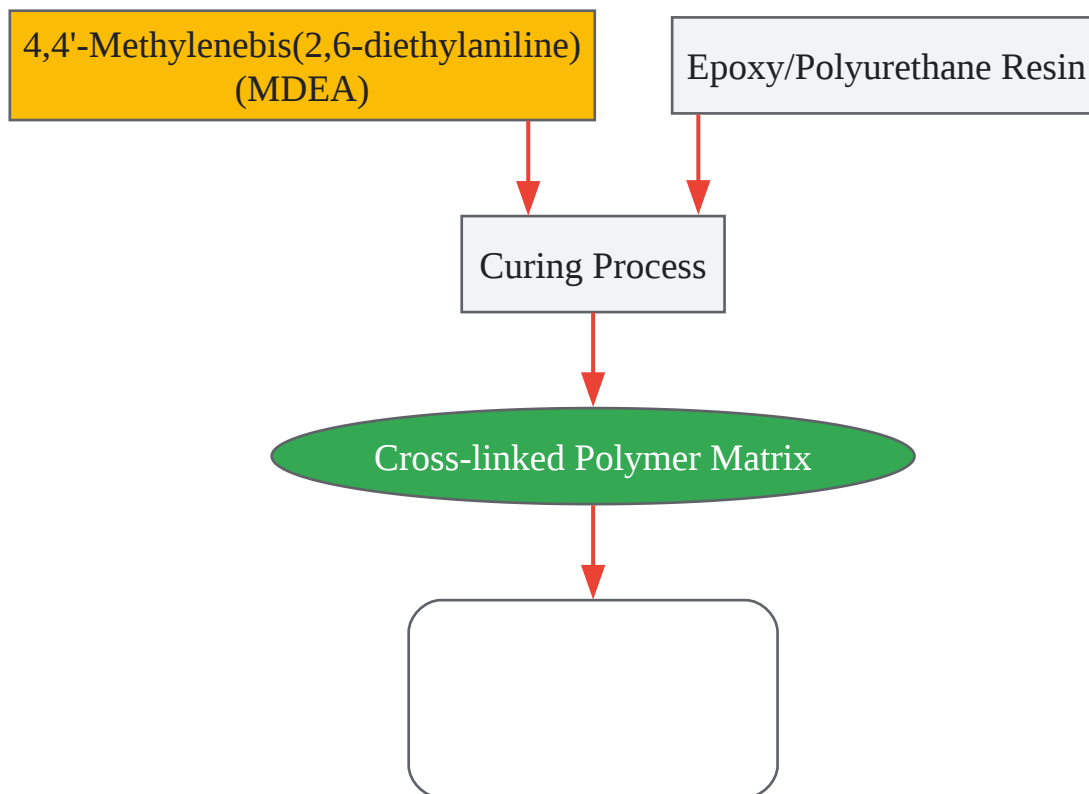 4,4'-Methylenebis(2,6-diethylaniline)
(MDEA)
Epoxy/Polyurethane Resin
Curing Process
Cross-linked Polymer Matrix